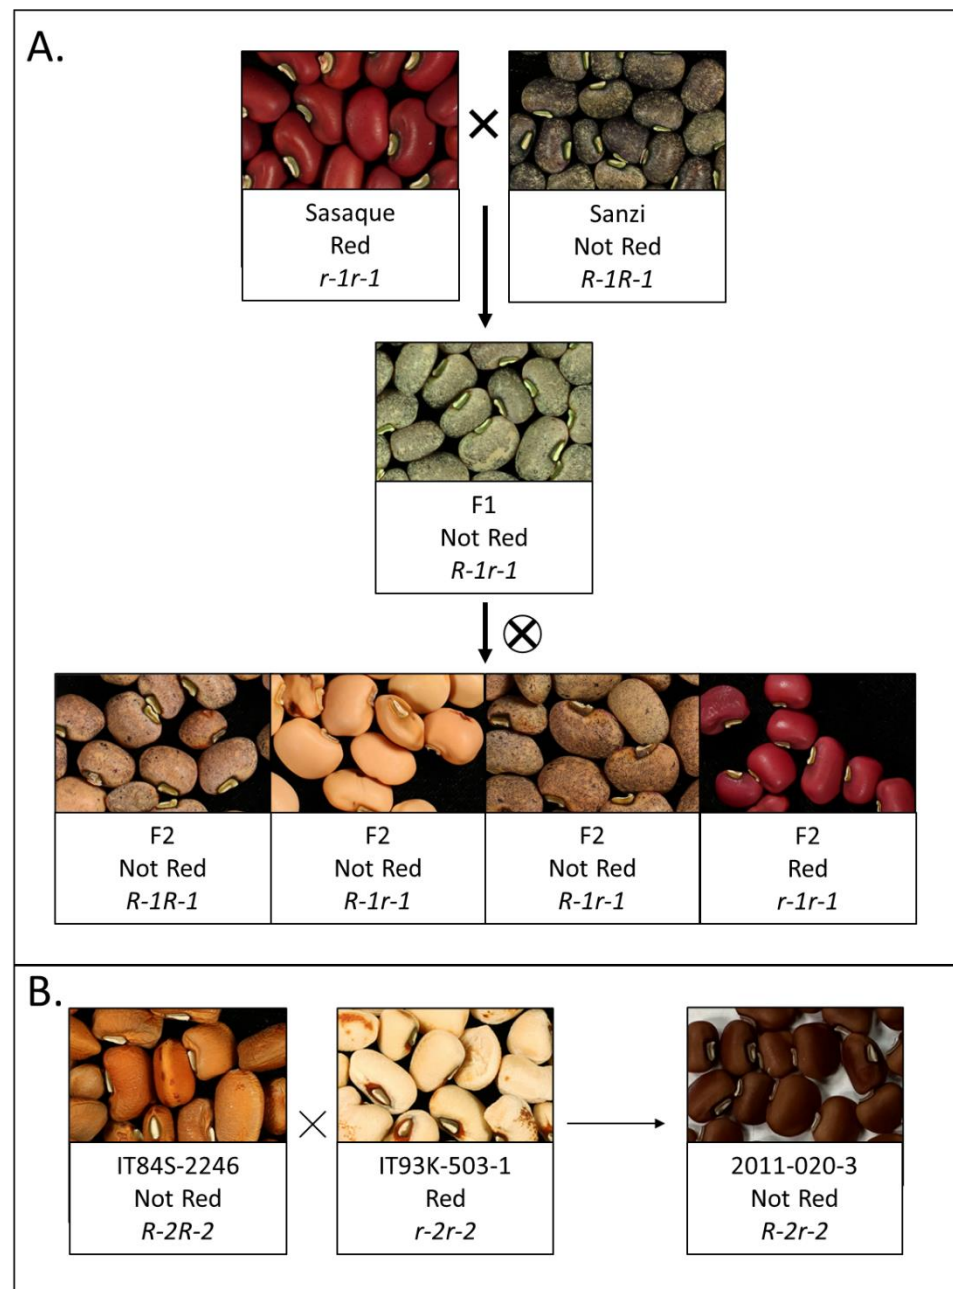 A.
Sasaque
Red
r-1r-1
Sanzi
Not Red
R-1R-1
F1
Not Red
R-1r-1
F2
Not Red
R-1R-1
F2
Not Red
R-1r-1
F2
Not Red
R-1r-1
F2
Red
r-1r-1
B.
IT84S-2246
Not Red
R-2R-2
IT93K-503-1
Red
r-2r-2
2011-020-3
Not Red
R-2r-2